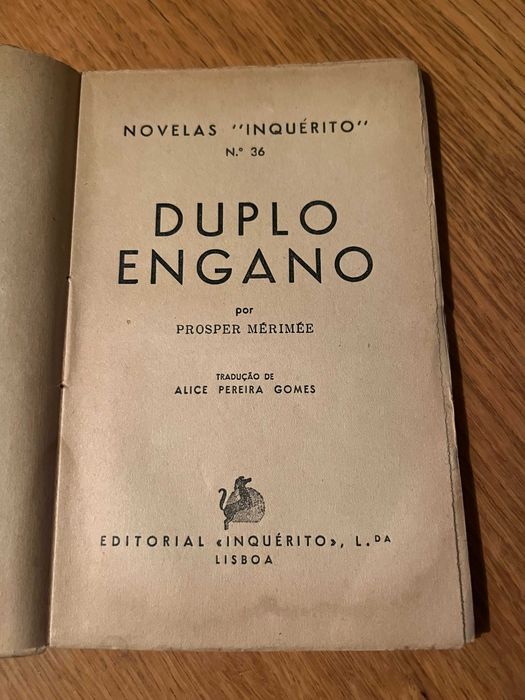 NOVELAS "INQUÉRITO"
N.º 36
DUPLO
ENGANO
por
PROSPER MÉRIMÉE
TRADUÇÃO DE
ALICE PEREIRA GOMES
EDITORIAL «INQUÉRITO», L.DA
LISBOA